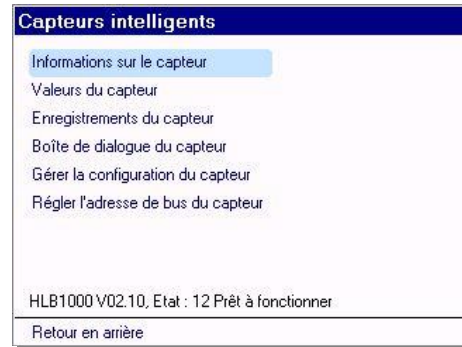 Capteurs intelligents
Informations sur le capteur
Valeurs du capteur
Enregistrements du capteur
Boîte de dialogue du capteur
Gérer la configuration du capteur
Régler l'adresse de bus du capteur
HLB1000 V02.10, Etat : 12 Prêt à fonctionner
Retour en arrière